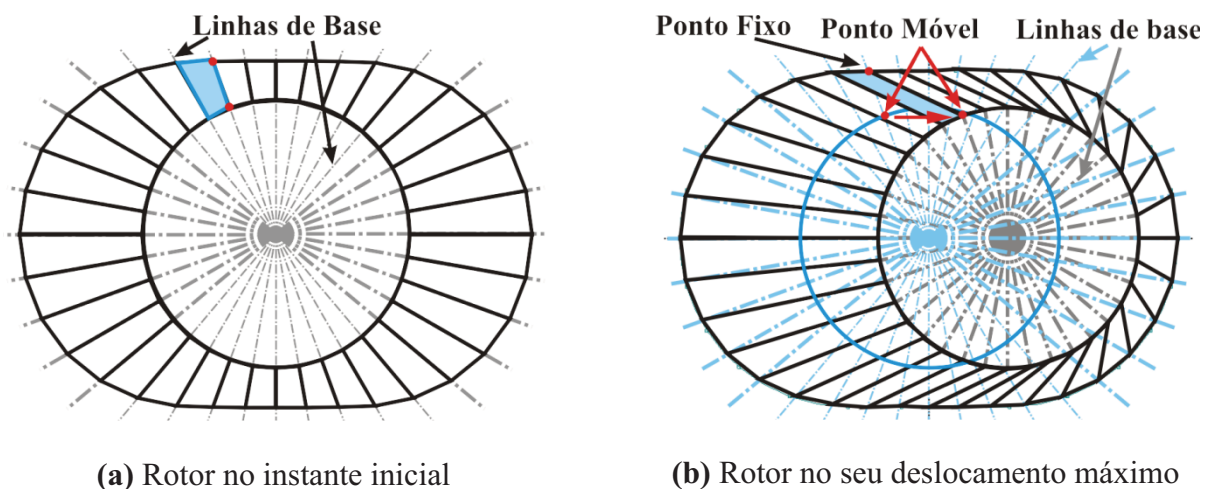 Linhas de Base
Ponto Fixo Ponto Móvel Linhas de base
(a) Rotor no instante inicial
(b) Rotor no seu deslocamento máximo